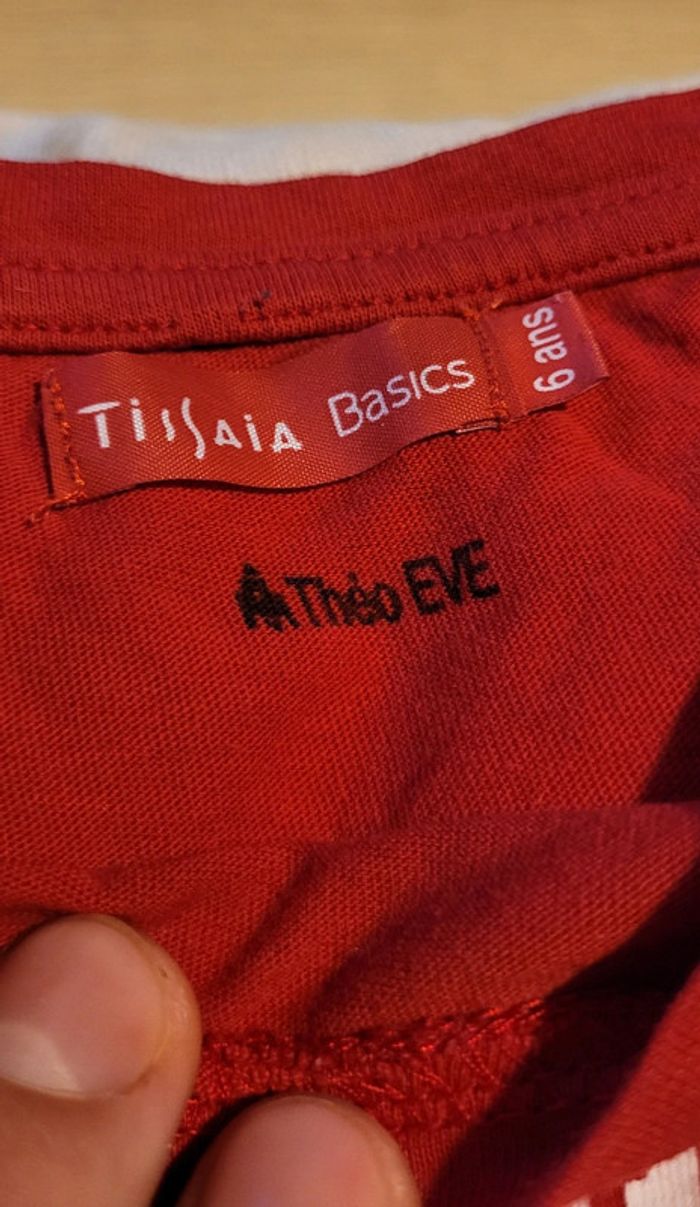 TissAiA Basics
6 ans
Théo EVE